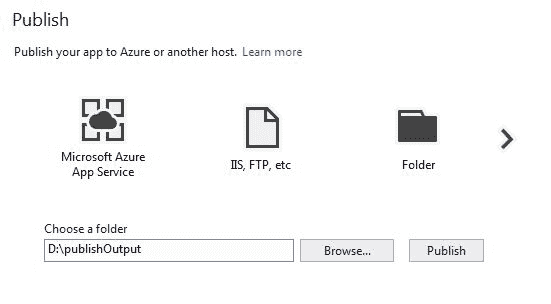 Publish
Publish your app to Azure or another host. Learn more
Microsoft Azure
App Service
IIS, FTP, etc
Folder
Choose a folder
D:\publishOutput
Browse...
Publish